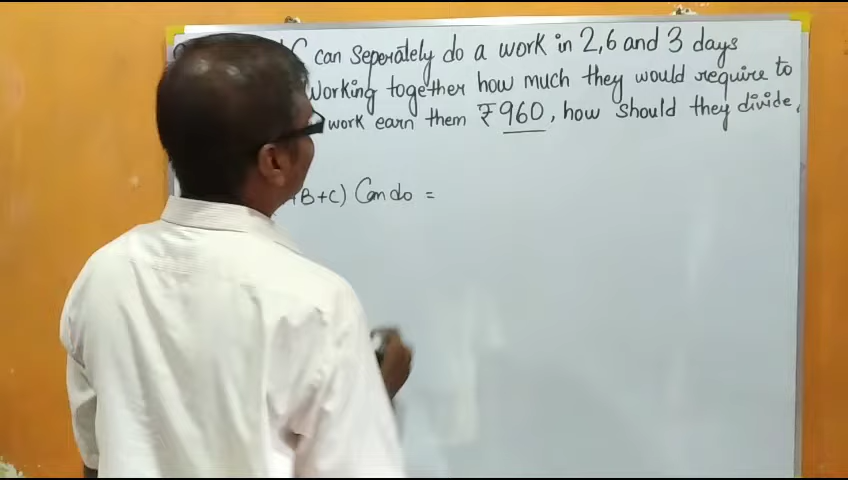 C can seperately do a work in 2,6 and 3 days
Working together how much they would require to
work earn them ₹960, how should they divide,
+B+C) Can do =